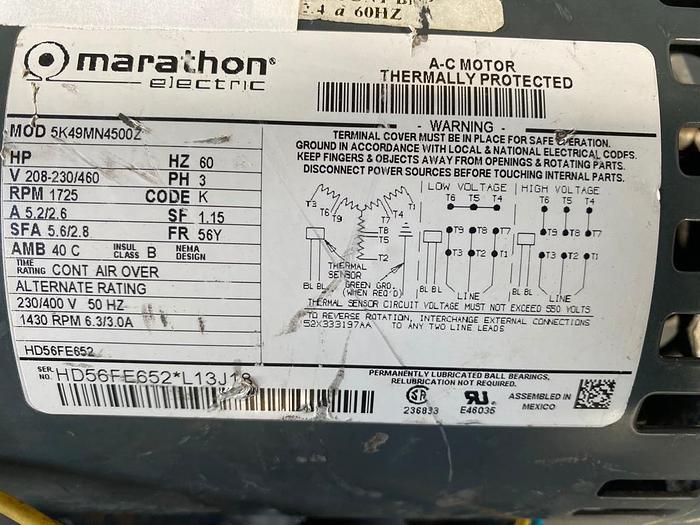 .4 a 60HZ
marathon®
electric
A-C MOTOR
THERMALLY PROTECTED
MOD 5K49MN4500Z
HP HZ 60
V 208-230/460 PH 3
RPM 1725 CODE K
A 5.2/2.6 SF 1.15
SFA 5.6/2.8 FR 56Y
AMB 40 C INSUL CLASS B NEMA DESIGN
TIME RATING CONT AIR OVER
ALTERNATE RATING
230/400 V 50 HZ
1430 RPM 6.3/3.0A
HD56FE652
WARNING
TERMINAL COVER MUST BE IN PLACE FOR SAFE OPERATION.
GROUND IN ACCORDANCE WITH LOCAL & NATIONAL ELECTRICAL CODES.
KEEP FINGERS & OBJECTS AWAY FROM OPENINGS & ROTATING PARTS.
DISCONNECT POWER SOURCES BEFORE TOUCHING INTERNAL PARTS.
LOW VOLTAGE HIGH VOLTAGE
T3 T6 T9 T7 T4 T1
T8
T5
T2
THERMAL SENSOR
GREEN GRD. (WHEN REQ'D)
BL BL
T6 T5 T4
T9 T8 T7
T3 T2 T1
BL BL LINE
T6 T5 T4
T9 T8 T7
T3 T2 T1
BL BL LINE
THERMAL SENSOR CIRCUIT VOLTAGE MUST NOT EXCEED 550 VOLTS
TO REVERSE ROTATION, INTERCHANGE EXTERNAL CONNECTIONS
52X333197AA TO ANY TWO LINE LEADS
SER. NO. HD56FE652*L13J18
PERMANENTLY LUBRICATED BALL BEARINGS,
RELUBRICATION NOT REQUIRED.
236833 E46035
ASSEMBLED IN
MEXICO